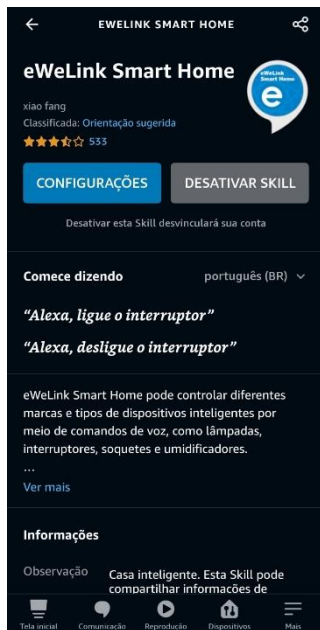 EWELINK SMART HOME
eWeLink Smart Home
eWeLink
Smart Home
e
xiao fang
Classificada: Orientação sugerida
533
CONFIGURAÇÕES
DESATIVAR SKILL
Desativar esta Skill desvinculará sua conta
Comece dizendo
português (BR)
“Alexa, ligue o interruptor”
“Alexa, desligue o interruptor”
eWeLink Smart Home pode controlar diferentes
marcas e tipos de dispositivos inteligentes por
meio de comandos de voz, como lâmpadas,
interruptores, soquetes e umidificadores.
...
Ver mais
Informações
Observação
Casa inteligente. Esta Skill pode
compartilhar informações de
Tela inicial
Comunicação
Reprodução
Dispositivos
Mais